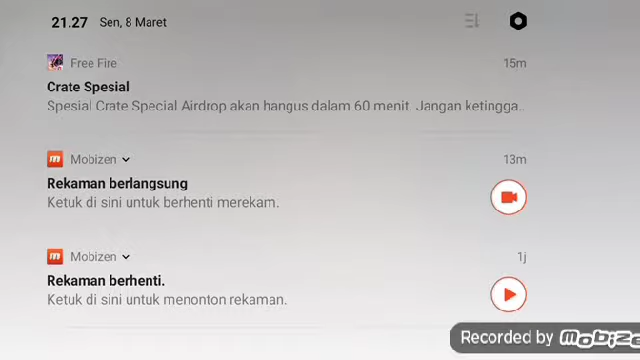 21.27 Sen, 8 Maret
Free Fire 15m
Crate Spesial
Spesial Crate Special Airdrop akan hangus dalam 60 menit. Jangan ketingga..
Mobizen 13m
Rekaman berlangsung
Ketuk di sini untuk berhenti merekam.
Mobizen 1j
Rekaman berhenti.
Ketuk di sini untuk menonton rekaman.
Recorded by mobize